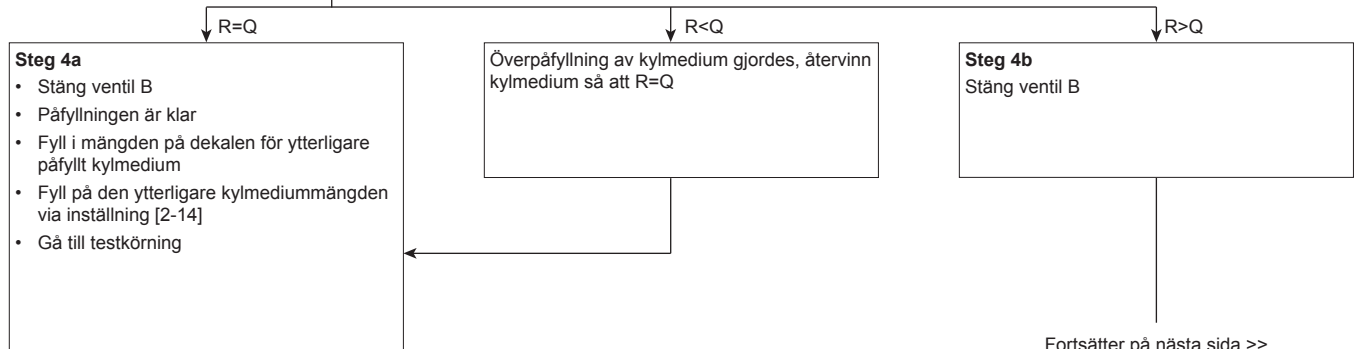 R=Q
R<Q
R>Q
Steg 4a
• Stäng ventil B
• Påfyllningen är klar
• Fyll i mängden på dekalen för ytterligare
påfyllt kylmedium
• Fyll på den ytterligare kylmediummängden
via inställning [2-14]
• Gå till testkörning
Överpåfyllning av kylmedium gjordes, återvinn
kylmedium så att R=Q
Steg 4b
Stäng ventil B
Fortsätter på nästa sida >>